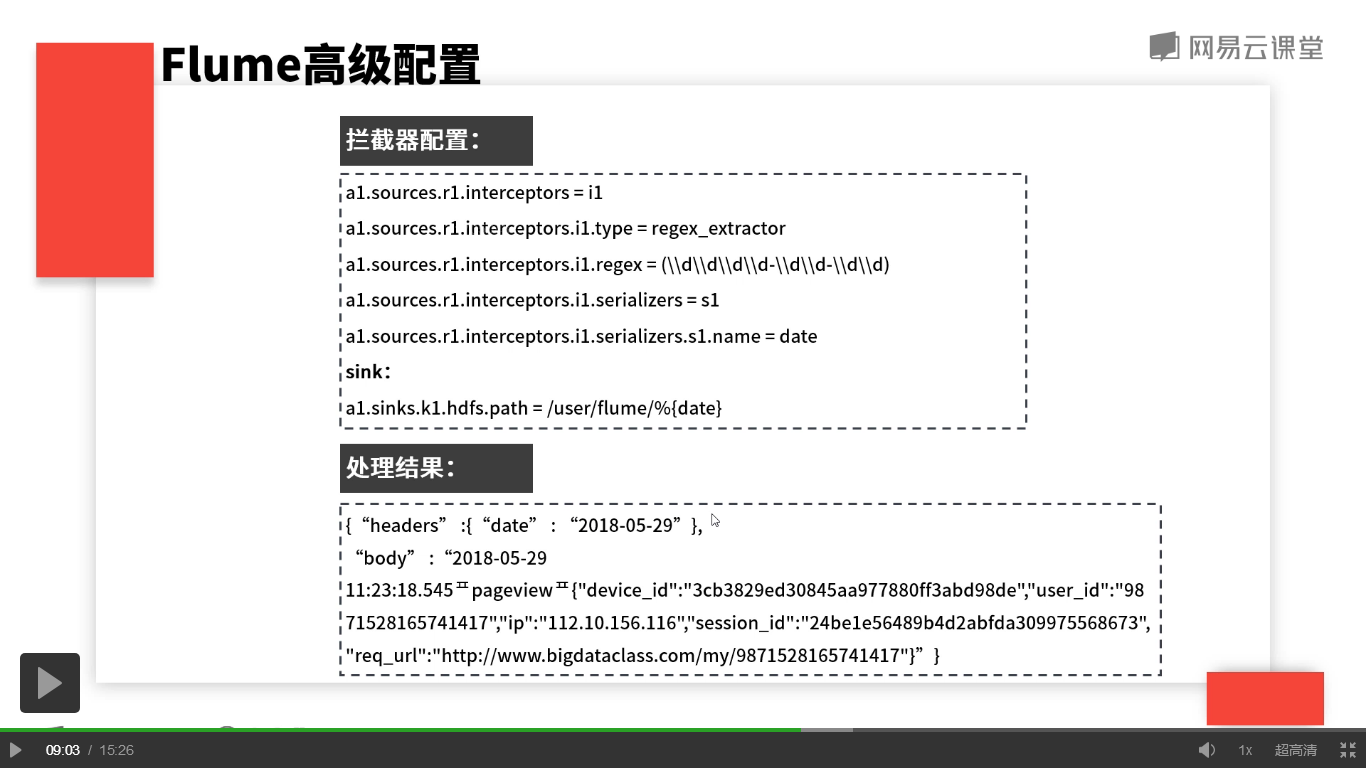 Flume高级配置
网易云课堂
拦截器配置：
a1.sources.r1.interceptors = i1
a1.sources.r1.interceptors.i1.type = regex_extractor
a1.sources.r1.interceptors.i1.regex = (\\d\\d\\d\\d-\\d\\d-\\d\\d)
a1.sources.r1.interceptors.i1.serializers = s1
a1.sources.r1.interceptors.i1.serializers.s1.name = date
sink：
a1.sinks.k1.hdfs.path = /user/flume/%{date}
处理结果：
{“headers” :{“date” : “2018-05-29”},
“body” :“2018-05-29
11:23:18.545ᄑpageviewᄑ{"device_id":"3cb3829ed30845aa977880ff3abd98de","user_id":"98
71528165741417","ip":"112.10.156.116","session_id":"24be1e56489b4d2abfda309975568673",
"req_url":"http://www.bigdataclass.com/my/9871528165741417"}”}
09:03 / 15:26
1x
超高清